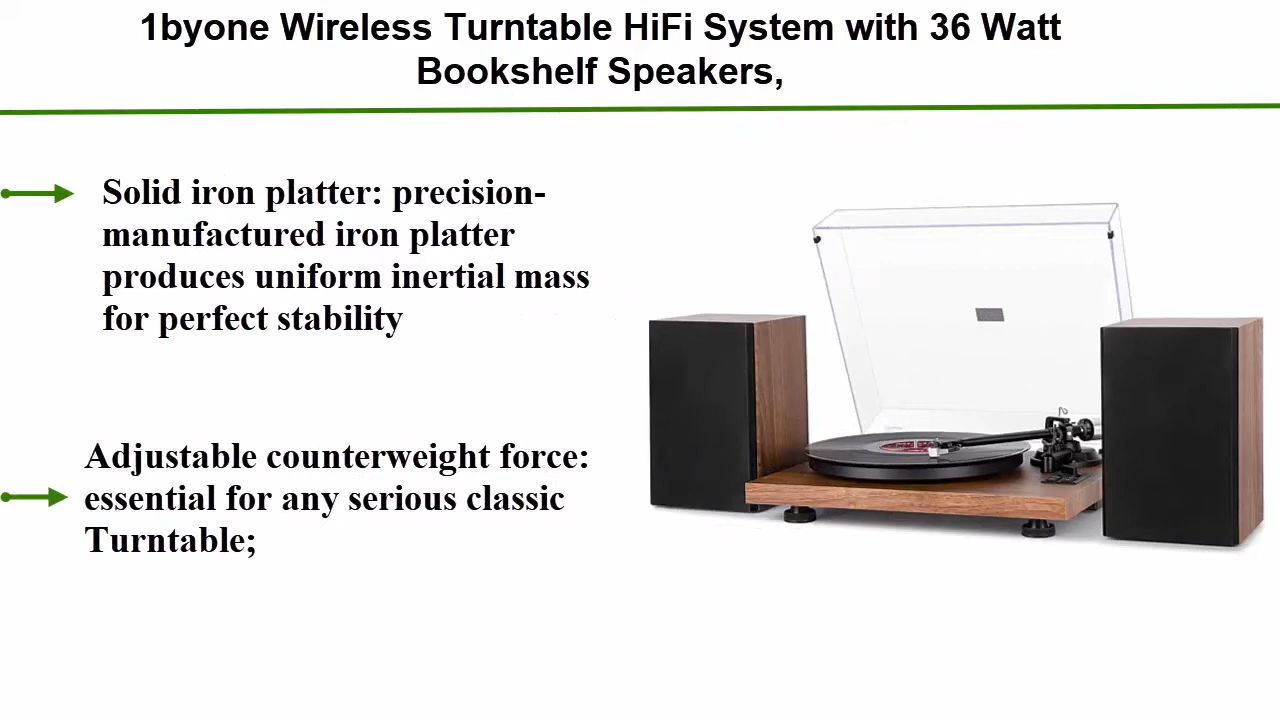 1byone Wireless Turntable HiFi System with 36 Watt
Bookshelf Speakers,
Solid iron platter: precision-
manufactured iron platter
produces uniform inertial mass
for perfect stability
Adjustable counterweight force:
essential for any serious classic
Turntable;